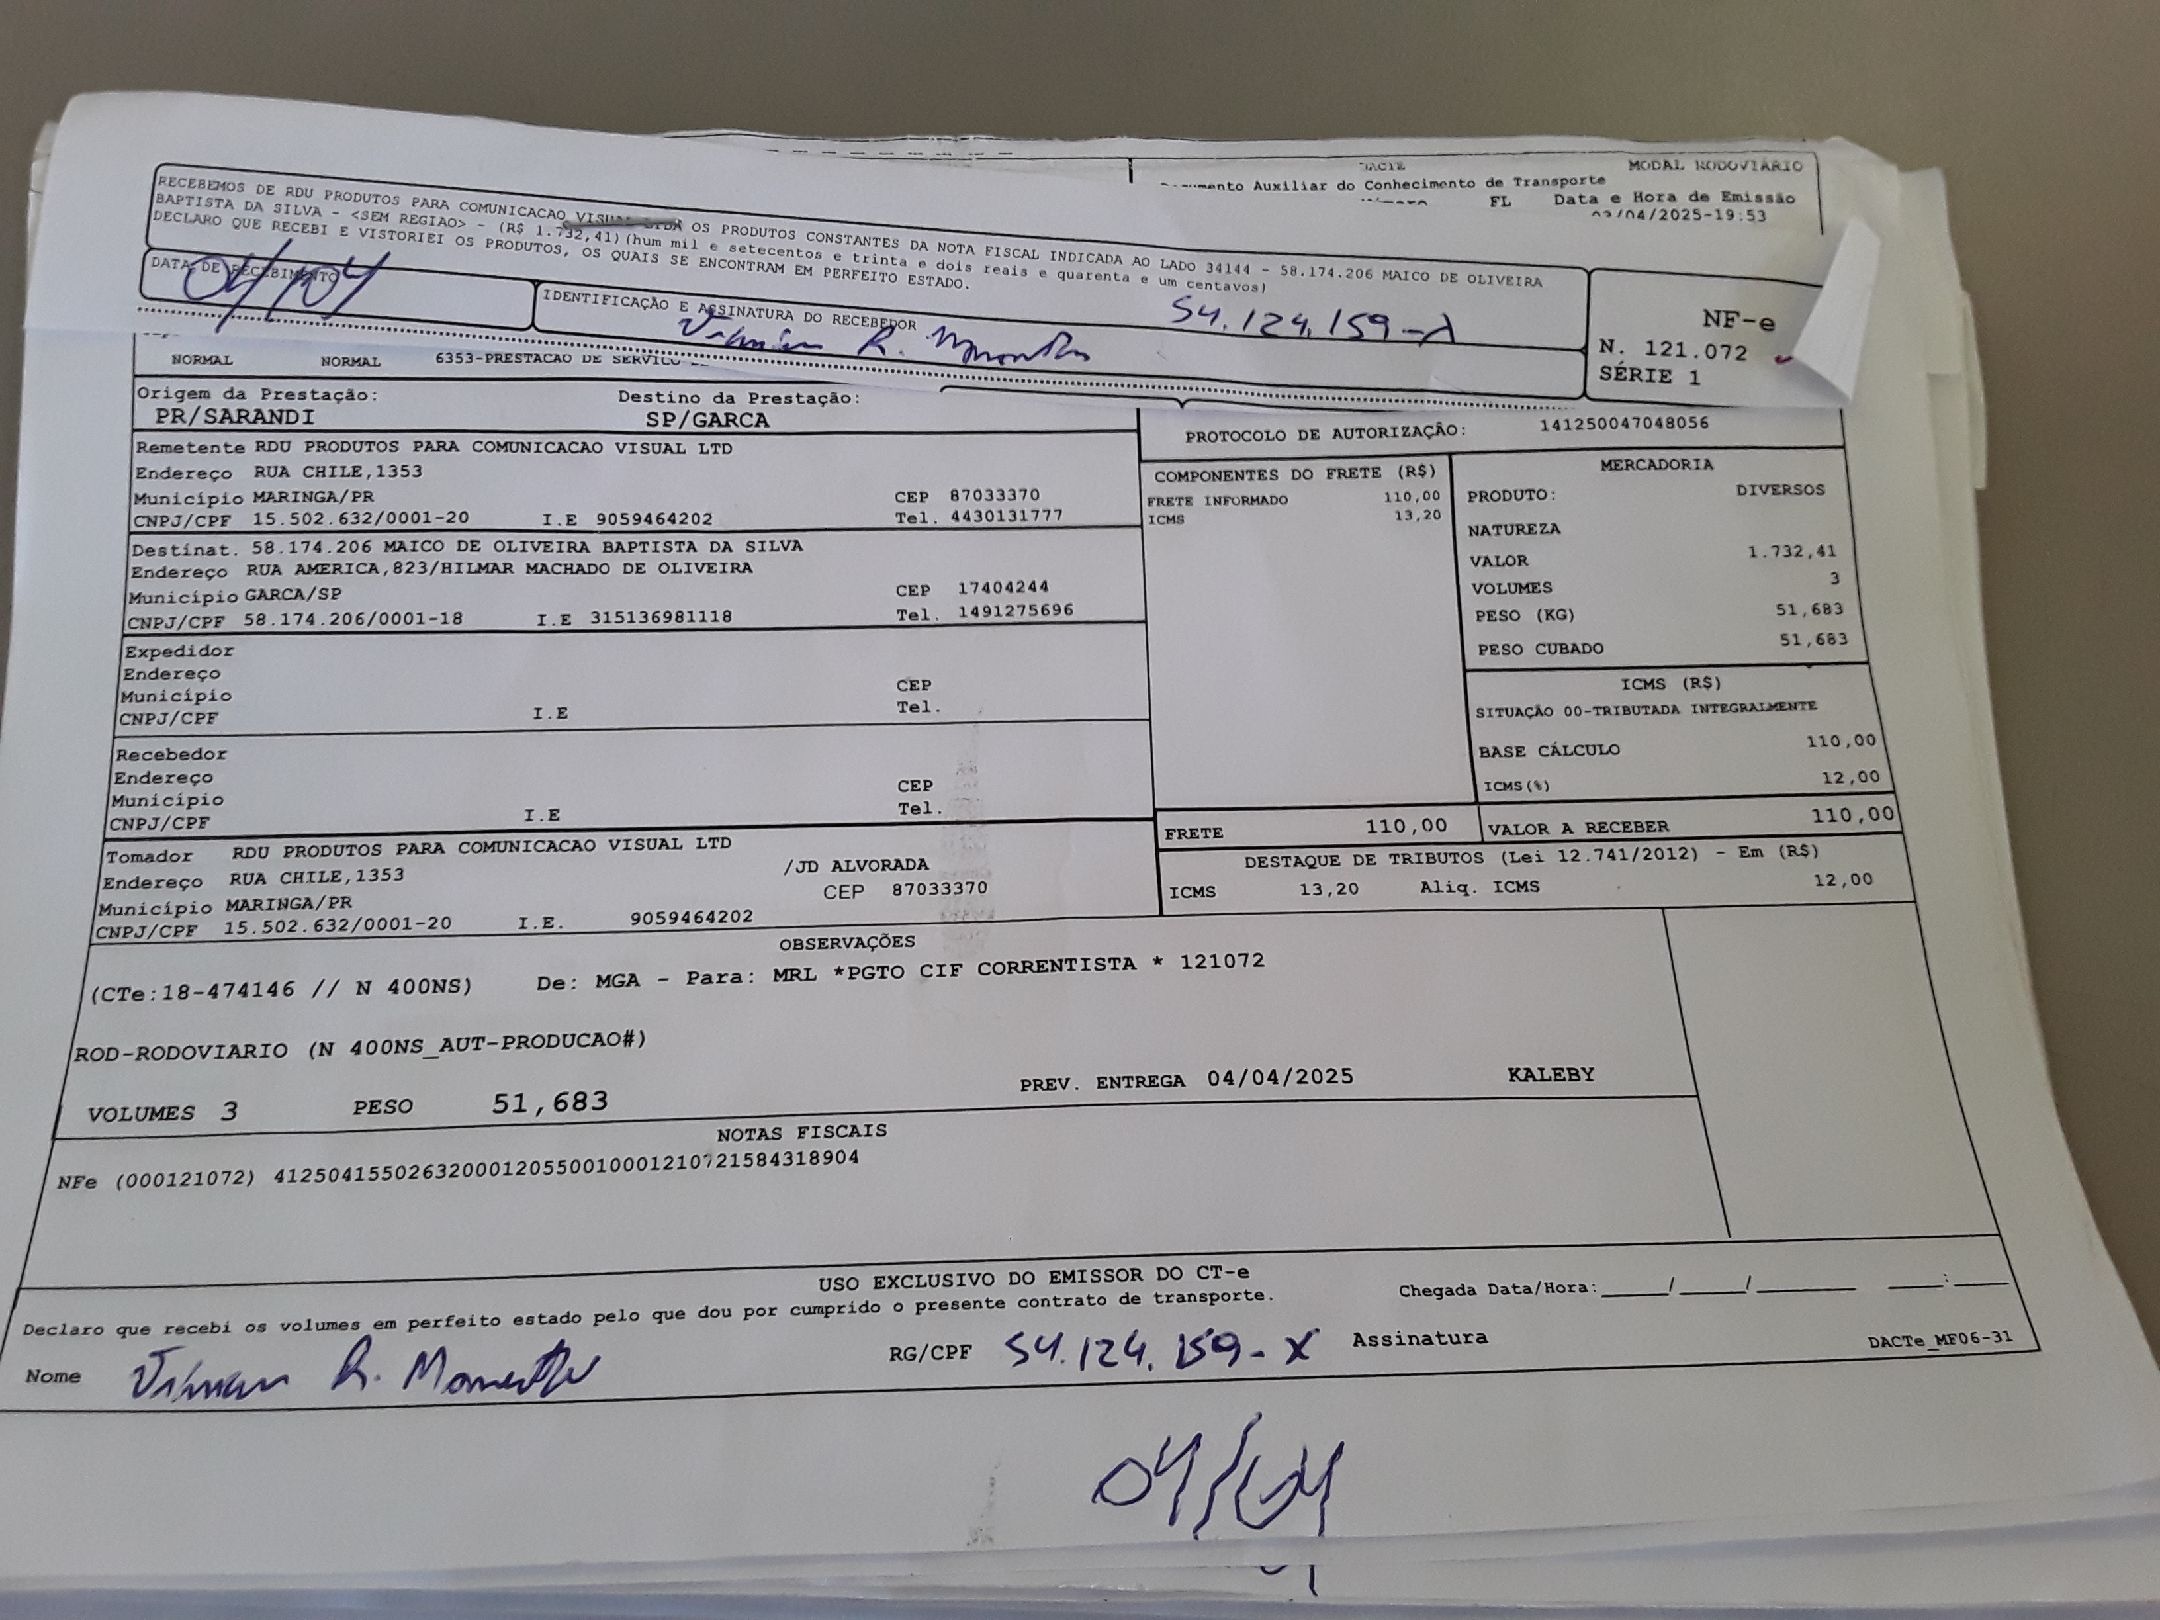 MODAL RODOVIÁRIO
Auxiliar do Conhecimento de Transporte
FL Data e Hora de Emissão
/04/2025-19:53
RECEBEMOS DE RDU PRODUTOS PARA COMUNICACAO OS PRODUTOS CONSTANTES DA NOTA FISCAL INDICADA AO LADO 34144 - 58.174.206 MAICO DE OLIVEIRA
BAPTISTA DA SILVA - <SEM REGIAO> - (R$ 1.732,41) (hum mil e setecentos e trinta e dois reais e quarenta e um centavos)
DECLARO QUE RECEBI E VISTORIEI OS PRODUTOS, OS QUAIS SE ENCONTRAM EM PERFEITO ESTADO.
DATA DE RECEBIMENTO
04/04
IDENTIFICAÇÃO E ASSINATURA DO RECEBEDOR
R.
54.124.159-X
NF-e
N. 121.072
SÉRIE 1
NORMAL NORMAL 6353-PRESTACAO DE SERVICO
Origem da Prestação: Destino da Prestação:
PR/SARANDI SP/GARCA
Remetente RDU PRODUTOS PARA COMUNICACAO VISUAL LTD
Endereço RUA CHILE,1353
Município MARINGA/PR CEP 87033370
CNPJ/CPF 15.502.632/0001-20 I.E 9059464202 Tel. 4430131777
Destinat. 58.174.206 MAICO DE OLIVEIRA BAPTISTA DA SILVA
Endereço RUA AMERICA,823/HILMAR MACHADO DE OLIVEIRA
Município GARCA/SP CEP 17404244
CNPJ/CPF 58.174.206/0001-18 I.E 315136981118 Tel. 1491275696
Expedidor
Endereço
Município CEP
CNPJ/CPF I.E Tel.
Recebedor
Endereço
Município CEP
CNPJ/CPF I.E Tel.
Tomador RDU PRODUTOS PARA COMUNICACAO VISUAL LTD
Endereço RUA CHILE,1353 /JD ALVORADA
Município MARINGA/PR CEP 87033370
CNPJ/CPF 15.502.632/0001-20 I.E. 9059464202
PROTOCOLO DE AUTORIZAÇÃO: 141250047048056
COMPONENTES DO FRETE (R$)
FRETE INFORMADO 110,00
ICMS 13,20
MERCADORIA
PRODUTO: DIVERSOS
NATUREZA
VALOR 1.732,41
VOLUMES 3
PESO (KG) 51,683
PESO CUBADO 51,683
ICMS (R$)
SITUAÇÃO 00-TRIBUTADA INTEGRALMENTE
BASE CÁLCULO 110,00
ICMS(%) 12,00
FRETE 110,00 VALOR A RECEBER 110,00
DESTAQUE DE TRIBUTOS (Lei 12.741/2012) - Em (R$)
ICMS 13,20 Aliq. ICMS 12,00
OBSERVAÇÕES
(CTe:18-474146 // N 400NS) De: MGA - Para: MRL *PGTO CIF CORRENTISTA * 121072
ROD-RODOVIARIO (N 400NS_AUT-PRODUCAO#)
VOLUMES 3 PESO 51,683 PREV. ENTREGA 04/04/2025 KALEBY
NOTAS FISCAIS
NFe (000121072) 41250415502632000120550010001210721584318904
USO EXCLUSIVO DO EMISSOR DO CT-e
Declaro que recebi os volumes em perfeito estado pelo que dou por cumprido o presente contrato de transporte.
Chegada Data/Hora:_____/_____/_______ ____:____
Nome R. RG/CPF 54.124.159-X Assinatura
DACTe_MF06-31
04/04